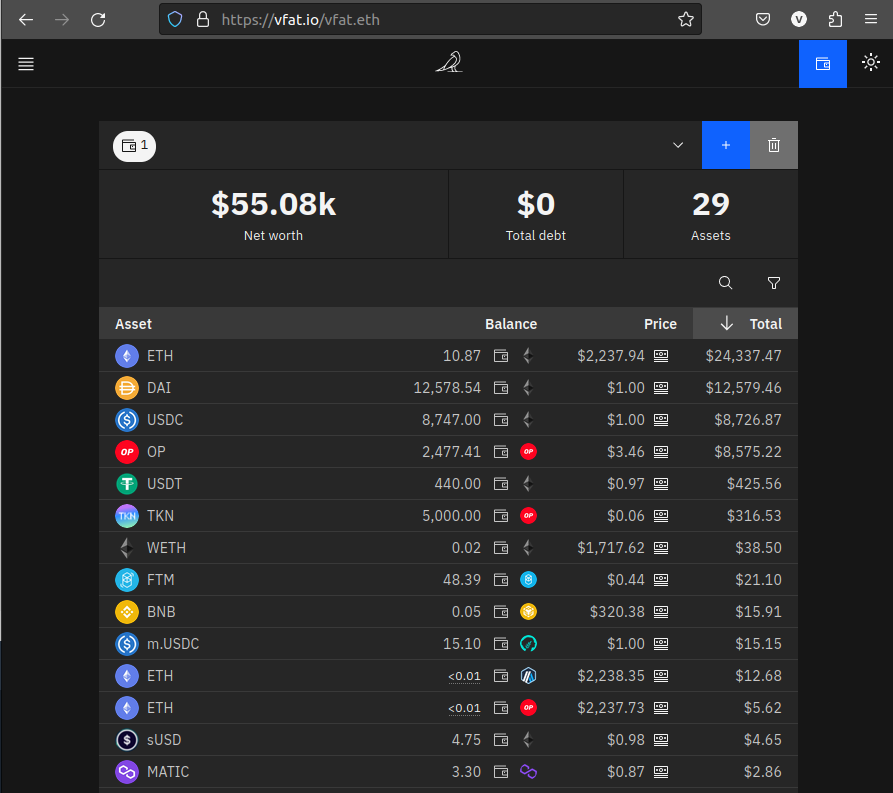 https://vfat.io/vfat.eth
V
1
+
$55.08k $0 29
Net worth Total debt Assets
Asset Balance Price Total
ETH 10.87 $2,237.94 $24,337.47
DAI 12,578.54 $1.00 $12,579.46
USDC 8,747.00 $1.00 $8,726.87
OP OP 2,477.41 OP $3.46 $8,575.22
USDT 440.00 $0.97 $425.56
TKN TKN 5,000.00 OP $0.06 $316.53
WETH 0.02 $1,717.62 $38.50
FTM 48.39 $0.44 $21.10
BNB 0.05 $320.38 $15.91
m.USDC 15.10 $1.00 $15.15
ETH <0.01 $2,238.35 $12.68
ETH <0.01 OP $2,237.73 $5.62
sUSD 4.75 $0.98 $4.65
MATIC 3.30 $0.87 $2.86